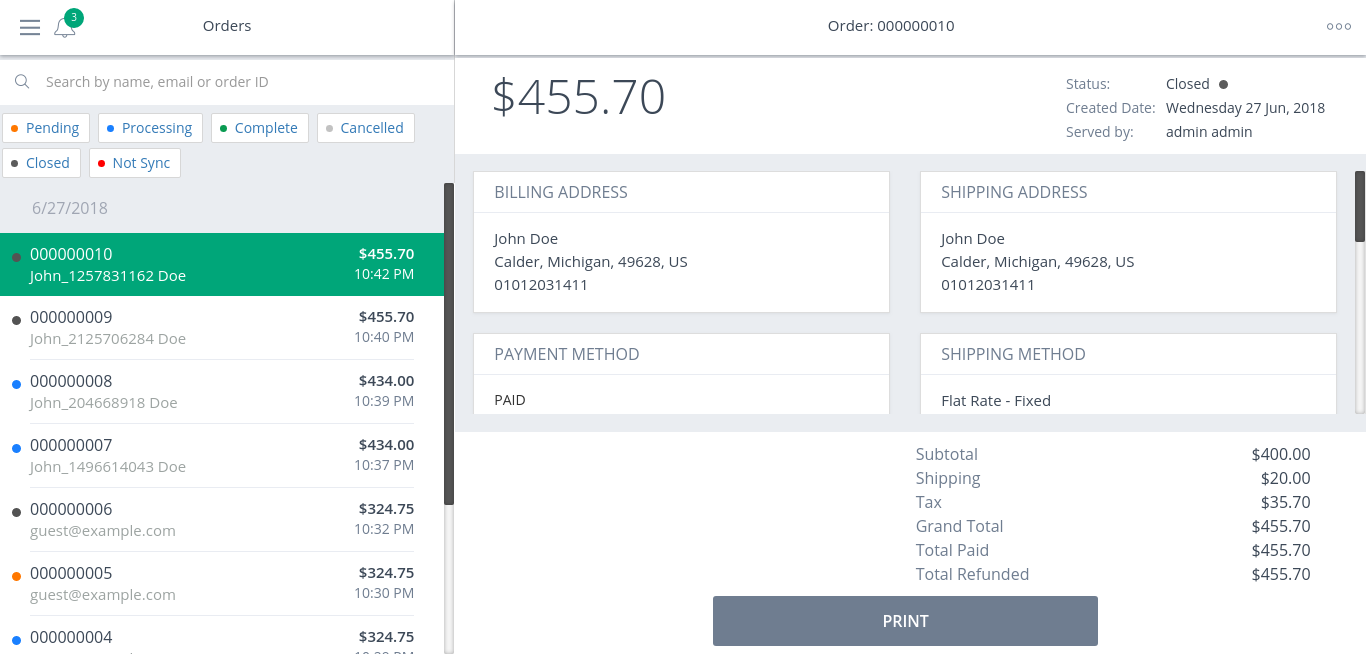 3
Orders
Search by name, email or order ID
Pending
Processing
Complete
Cancelled
Closed
Not Sync
6/27/2018
000000010 $455.70
John_1257831162 Doe 10:42 PM
000000009 $455.70
John_2125706284 Doe 10:40 PM
000000008 $434.00
John_204668918 Doe 10:39 PM
000000007 $434.00
John_1496614043 Doe 10:37 PM
000000006 $324.75
guest@example.com 10:32 PM
000000005 $324.75
guest@example.com 10:30 PM
000000004 $324.75
Order: 000000010
$455.70
Status: Closed
Created Date: Wednesday 27 Jun, 2018
Served by: admin admin
BILLING ADDRESS
John Doe
Calder, Michigan, 49628, US
01012031411
SHIPPING ADDRESS
John Doe
Calder, Michigan, 49628, US
01012031411
PAYMENT METHOD
PAID
SHIPPING METHOD
Flat Rate - Fixed
Subtotal $400.00
Shipping $20.00
Tax $35.70
Grand Total $455.70
Total Paid $455.70
Total Refunded $455.70
PRINT